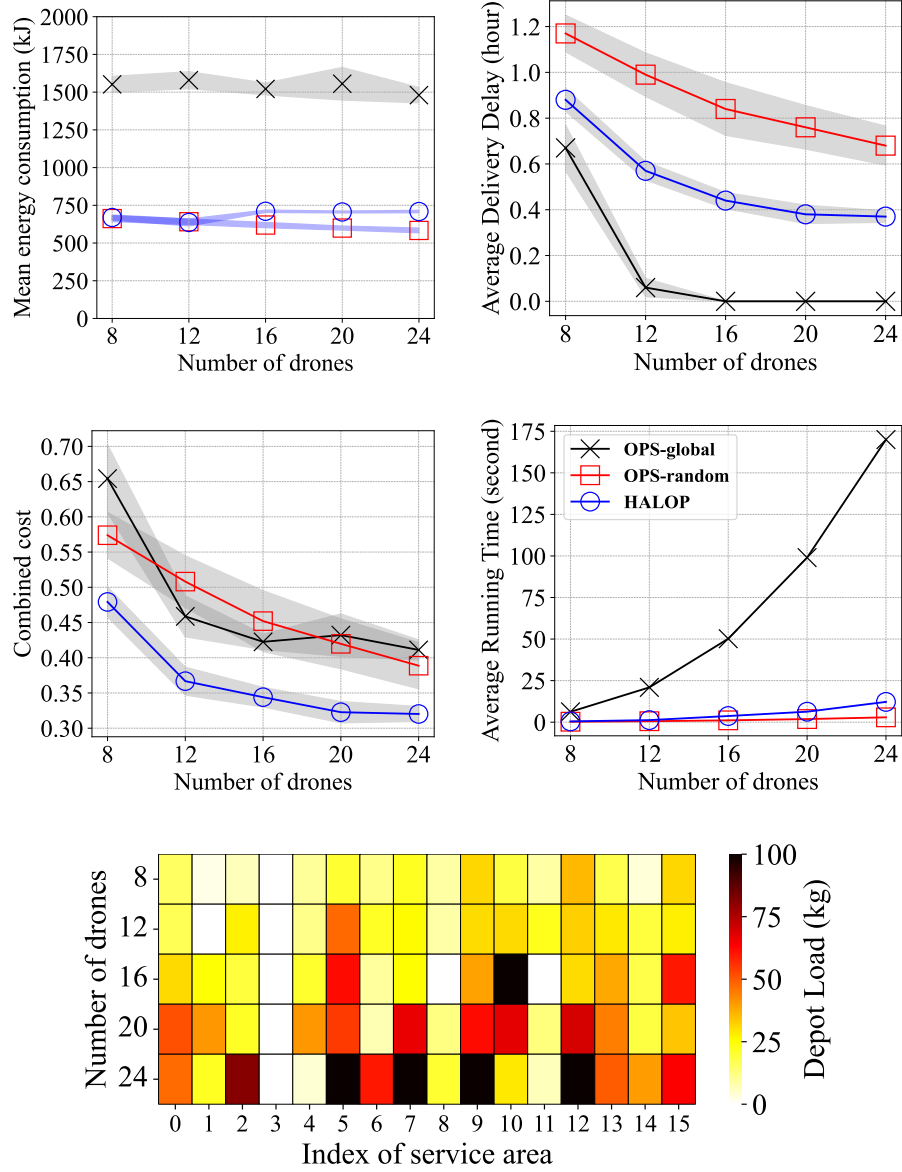 Mean energy consumption (kJ)
2000
1750
1500
1250
1000
750
500
250
0
8 12 16 20 24
Number of drones
Average Delivery Delay (hour)
1.2
1.0
0.8
0.6
0.4
0.2
0.0
8 12 16 20 24
Number of drones
Combined cost
0.70
0.65
0.60
0.55
0.50
0.45
0.40
0.35
0.30
8 12 16 20 24
Number of drones
Average Running Time (second)
175
150
125
100
75
50
25
0
OPS-global
OPS-random
HALOP
8 12 16 20 24
Number of drones
Number of drones
8
12
16
20
24
0 1 2 3 4 5 6 7 8 9 10 11 12 13 14 15
Index of service area
100
75
50
25
0
Depot Load (kg)